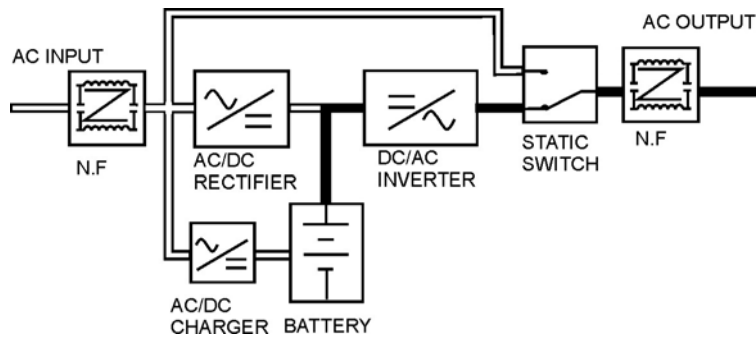 AC INPUT
AC OUTPUT
N.F
AC/DC
RECTIFIER
DC/AC
INVERTER
STATIC
SWITCH
N.F
AC/DC
CHARGER
BATTERY